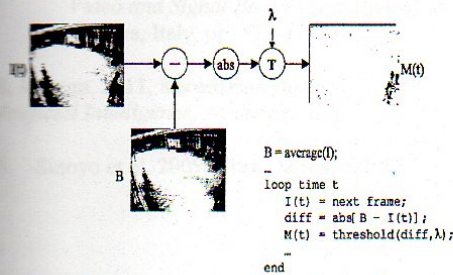 λ
I(t)
−
abs
T
M(t)
B
B = average(I);
…
loop time t
I(t) = next frame;
diff = abs[ B − I(t)];
M(t) = threshold(diff,λ);
…
end